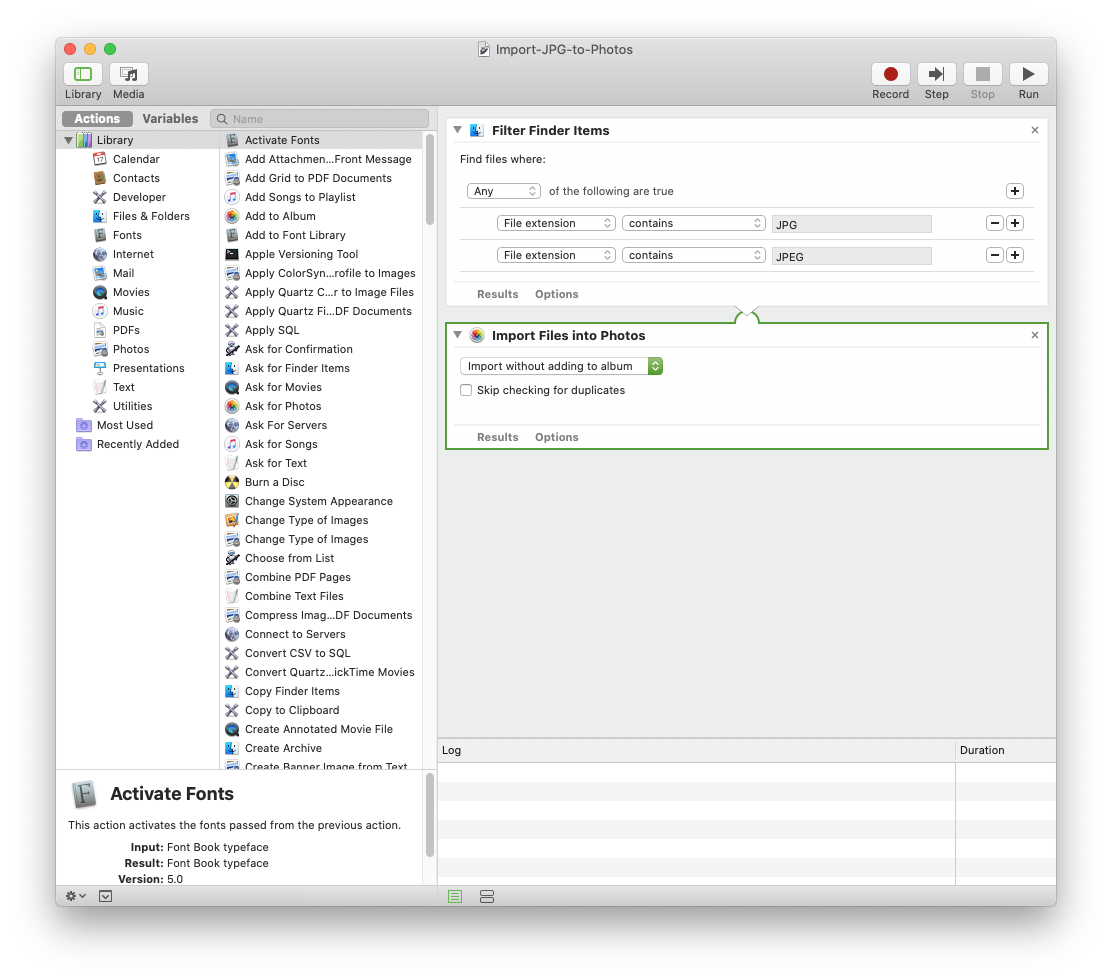 Import-JPG-to-Photos
Library
Media
Record
Step
Stop
Run
Actions
Variables
Name
Library
17
Calendar
Contacts
Developer
Files & Folders
Fonts
Internet
Mail
Movies
Music
PDFs
Photos
Presentations
Text
Utilities
Most Used
Recently Added
Activate Fonts
Add Attachmen...Front Message
Add Grid to PDF Documents
Add Songs to Playlist
Add to Album
Add to Font Library
Apple Versioning Tool
Apply ColorSyn...rofile to Images
Apply Quartz C...r to Image Files
Apply Quartz Fi...DF Documents
Apply SQL
Ask for Confirmation
Ask for Finder Items
Ask for Movies
Ask for Photos
Ask For Servers
Ask for Songs
Ask for Text
Burn a Disc
Change System Appearance
Change Type of Images
Change Type of Images
Choose from List
Combine PDF Pages
Combine Text Files
Compress Imag...DF Documents
Connect to Servers
Convert CSV to SQL
Convert Quartz...ickTime Movies
Copy Finder Items
Copy to Clipboard
Create Annotated Movie File
Create Archive
Create Banner Image from Text
F
Activate Fonts
This action activates the fonts passed from the previous action.
Input: Font Book typeface
Result: Font Book typeface
Version: 5.0
Filter Finder Items
Find files where:
Any of the following are true
File extension contains JPG
File extension contains JPEG
Results Options
Import Files into Photos
Import without adding to album
Skip checking for duplicates
Results Options
Log
Duration